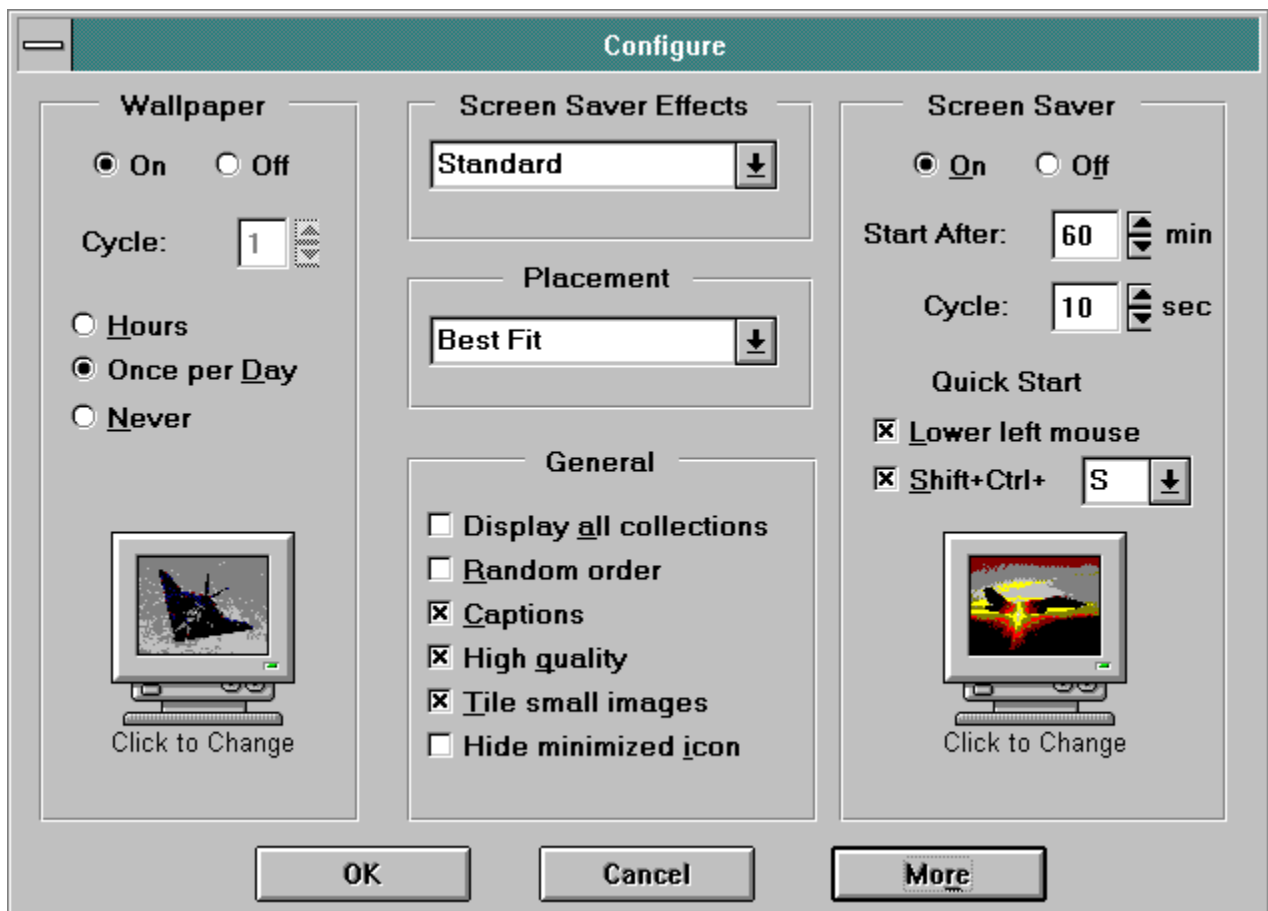 Configure
Wallpaper
On
Off
Cycle:
1
Hours
Once per Day
Never
Click to Change
Screen Saver Effects
Standard
Placement
Best Fit
General
Display all collections
Random order
Captions
High quality
Tile small images
Hide minimized icon
Screen Saver
On
Off
Start After:
60
min
Cycle:
10
sec
Quick Start
Lower left mouse
Shift+Ctrl+
S
Click to Change
OK
Cancel
More